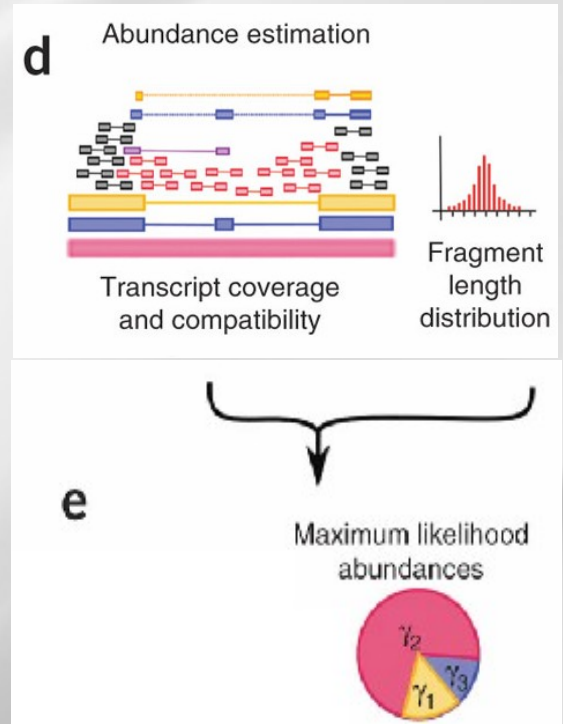 d
Abundance estimation
Transcript coverage
and compatibility
Fragment
length
distribution
e
Maximum likelihood
abundances
γ2
γ3
γ1